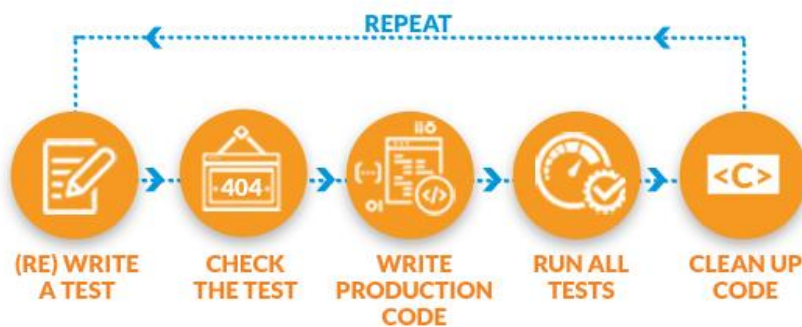 REPEAT
404
<C>
(RE) WRITE
A TEST
CHECK
THE TEST
WRITE
PRODUCTION
CODE
RUN ALL
TESTS
CLEAN UP
CODE